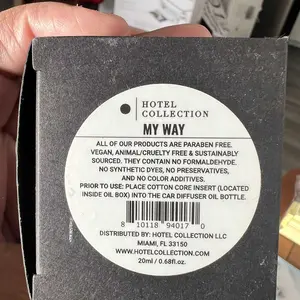 HOTEL
COLLECTION
MY WAY
ALL OF OUR PRODUCTS ARE PARABEN FREE.
VEGAN, ANIMAL/CRUELTY FREE & SUSTAINABLY
SOURCED. THEY CONTAIN NO FORMALDEHYDE.
NO SYNTHETIC DYES, NO PRESERVATIVES,
AND NO COLOR ADDITIVES.
PRIOR TO USE: PLACE COTTON CORE INSERT (LOCATED
INSIDE OIL BOX) INTO THE CAR DIFFUSER OIL BOTTLE.
8 10118 94017 0
DISTRIBUTED BY: HOTEL COLLECTION LLC
MIAMI, FL 33150
WWW.HOTELCOLLECTION.COM
20ml / 0.68fl.oz.